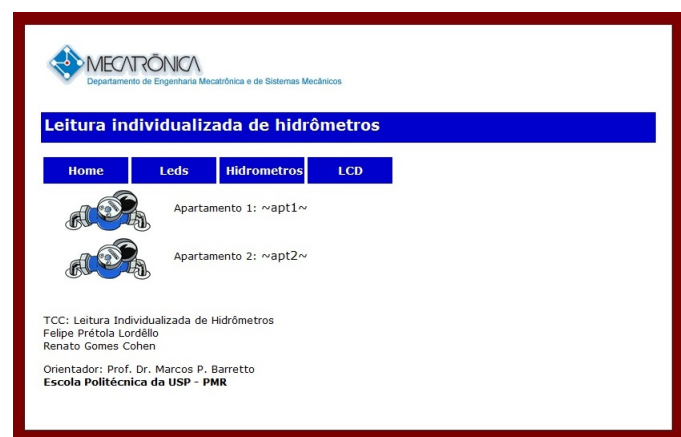 MECATRÔNICA
Departamento de Engenharia Mecatrônica e de Sistemas Mecânicos
Leitura individualizada de hidrômetros
Home Leds Hidrometros LCD
Apartamento 1: ~apt1~
Apartamento 2: ~apt2~
TCC: Leitura Individualizada de Hidrômetros
Felipe Prétola Lordêllo
Renato Gomes Cohen
Orientador: Prof. Dr. Marcos P. Barretto
Escola Politécnica da USP - PMR